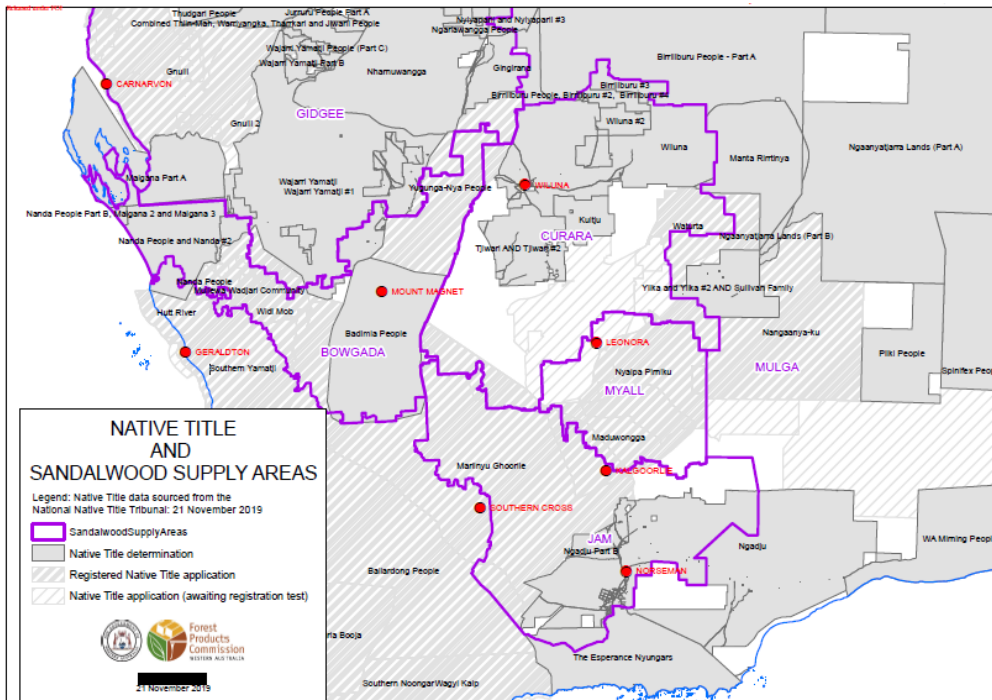 Thudgari People
Jurruru People Part A
Combined Thiin-Mah, Warriyangka, Tharrkari and Jiwarli People
Nyiyaparli and Nyiyaparli #3
Ngarlawangga People
Wajarri Yamatji People (Part C)
Wajarri Yamatji Part B
Gnulli
Nhanuwangga
Gingirana
Birriliburu People - Part A
CARNARVON
Birriliburu #3
Birriliburu People, Birriliburu #2, Birriliburu #4
GIDGEE
Gnulli 2
Wiluna #2
Wiluna
Ngaanyatjarra Lands (Part A)
Manta Rirrtinya
Malgana Part A
Wajarri Yamatji
Wajarri Yamatji #1
Yugunga-Nya People
WILUNA
Nanda People Part B, Malgana 2 and Malgana 3
Kultju
CURARA
Nanda People and Nanda #2
Tjiwarl AND Tjiwarl #2
Ngaanyatjarra Lands (Part B)
Nanda People
Mullewa Wadjari Community
MOUNT MAGNET
Yilka and Yilka #2 AND Sullivan Family
Hutt River
Widi Mob
Badimia People
Nangaanya-ku
GERALDTON
BOWGADA
LEONORA
Pilki People
Southern Yamatji
Nyalpa Pirniku
MULGA
Spinifex Peop
MYALL
Maduwongga
Marlinyu Ghoorlie
KALGOORLIE
SOUTHERN CROSS
JAM
WA Mirning People
Ngadju Part B
Ngadju
Ballardong People
NORSEMAN
The Esperance Nyungars
Southern Noongar
Wagyl Kaip
NATIVE TITLE
AND
SANDALWOOD SUPPLY AREAS
Legend: Native Title data sourced from the
National Native Title Tribunal: 21 November 2019
SandalwoodSupplyAreas
Native Title determination
Registered Native Title application
Native Title application (awaiting registration test)
Forest
Products
Commission
WESTERN AUSTRALIA
21 November 2019